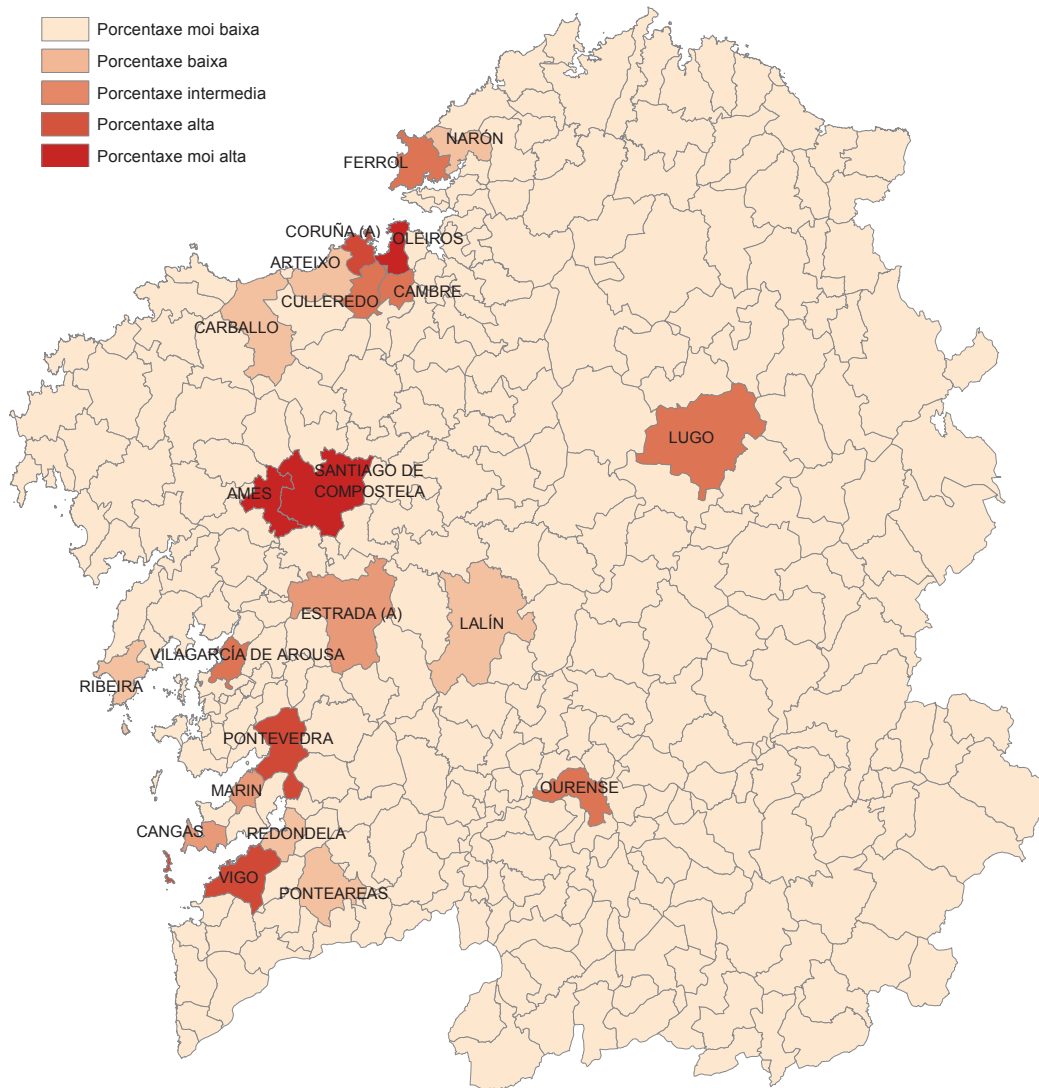 Porcentaxe moi baixa
Porcentaxe baixa
Porcentaxe intermedia
Porcentaxe alta
Porcentaxe moi alta
NARÓN
FERROL
CORUÑA (A)
OLEIROS
ARTEIXO
CULLEREDO
CAMBRE
CARBALLO
LUGO
SANTIAGO DE
COMPOSTELA
AMES
ESTRADA (A)
LALÍN
VILAGARCÍA DE AROUSA
RIBEIRA
PONTEVEDRA
MARIN
OURENSE
CANGAS
REDONDELA
VIGO
PONTEAREAS